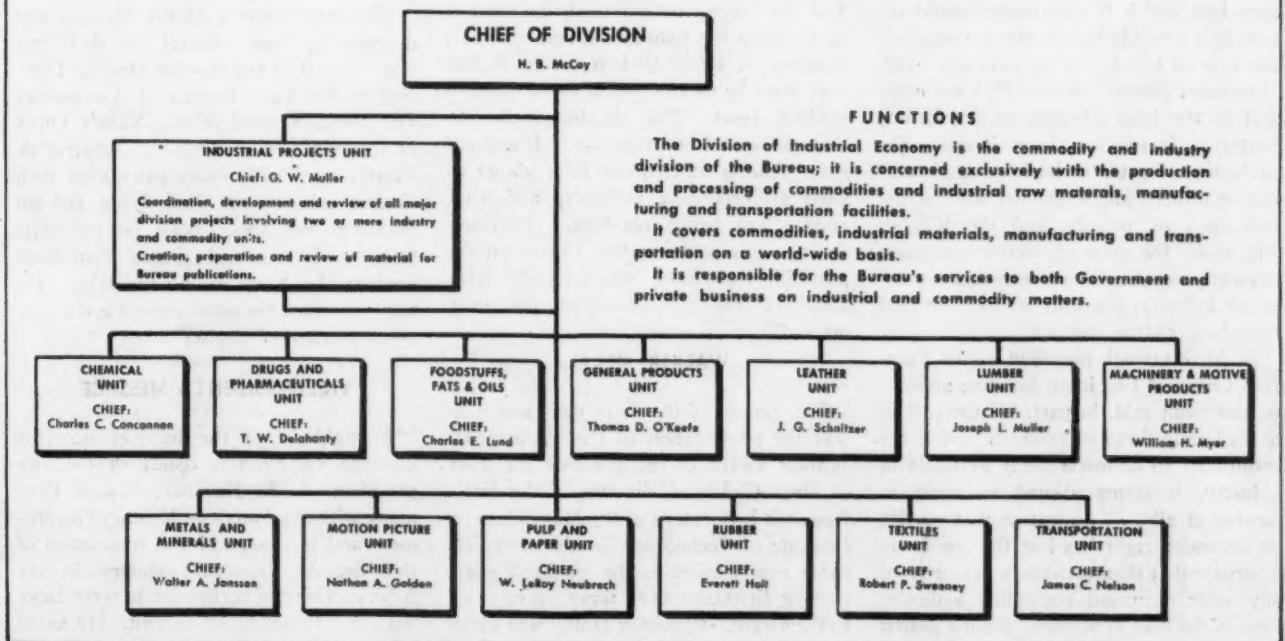 CHIEF OF DIVISION
H. B. McCoy
INDUSTRIAL PROJECTS UNIT
Chief: G. W. Muller
Coordination, development and review of all major
division projects involving two or more industry
and commodity units.
Creation, preparation and review of material for
Bureau publications.
FUNCTIONS
The Division of Industrial Economy is the commodity and industry
division of the Bureau; it is concerned exclusively with the production
and processing of commodities and industrial raw materals, manufac-
turing and transportation facilities.
It covers commodities, industrial materials, manufacturing and trans-
portation on a world-wide basis.
It is responsible for the Bureau's services to both Government and
private business on industrial and commodity matters.
CHEMICAL
UNIT
CHIEF:
Charles C. Concannon
DRUGS AND
PHARMACEUTICALS
UNIT
CHIEF:
T. W. Delahanty
FOODSTUFFS,
FATS & OILS
UNIT
CHIEF:
Charles E. Lund
GENERAL PRODUCTS
UNIT
CHIEF:
Thomas D. O'Keefe
LEATHER
UNIT
CHIEF:
J. G. Schnitzer
LUMBER
UNIT
CHIEF:
Joseph L. Muller
MACHINERY & MOTIVE
PRODUCTS
UNIT
CHIEF:
William H. Myer
METALS AND
MINERALS UNIT
CHIEF:
Walter A. Janssen
MOTION PICTURE
UNIT
CHIEF:
Nathan D. Golden
PULP AND
PAPER UNIT
CHIEF:
W. LeRoy Neubrech
RUBBER
UNIT
CHIEF:
Everett Holt
TEXTILES
UNIT
CHIEF:
Robert P. Sweeny
TRANSPORTATION
UNIT
CHIEF:
James C. Nelson